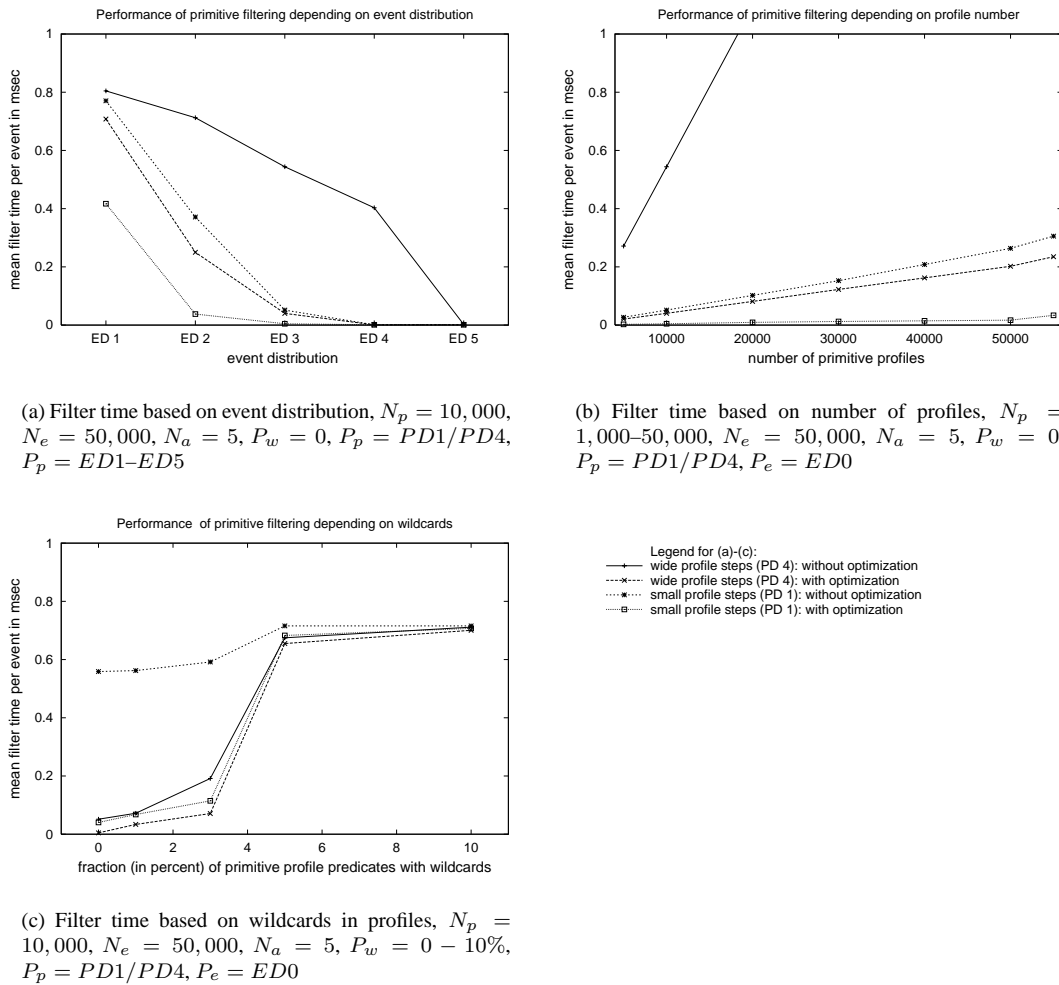 Performance of primitive filtering depending on event distribution
1
0.8
0.6
0.4
0.2
0
mean filter time per event in msec
ED 1 ED 2 ED 3 ED 4 ED 5
event distribution
(a) Filter time based on event distribution, N_p = 10,000,
N_e = 50,000, N_a = 5, P_w = 0, P_p = PD1/PD4,
P_p = ED1–ED5
Performance of primitive filtering depending on profile number
1
0.8
0.6
0.4
0.2
0
mean filter time per event in msec
10000 20000 30000 40000 50000
number of primitive profiles
(b) Filter time based on number of profiles, N_p =
1,000–50,000, N_e = 50,000, N_a = 5, P_w = 0
P_p = PD1/PD4, P_e = ED0
Performance of primitive filtering depending on wildcards
1
0.8
0.6
0.4
0.2
0
mean filter time per event in msec
0 2 4 6 8 10
fraction (in percent) of primitive profile predicates with wildcards
(c) Filter time based on wildcards in profiles, N_p =
10,000, N_e = 50,000, N_a = 5, P_w = 0 − 10%,
P_p = PD1/PD4, P_e = ED0
Legend for (a)-(c):
wide profile steps (PD 4): without optimization
wide profile steps (PD 4): with optimization
small profile steps (PD 1): without optimization
small profile steps (PD 1): with optimization